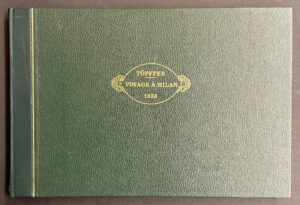 TÖPFFER
VOYAGE À MILAN
1833